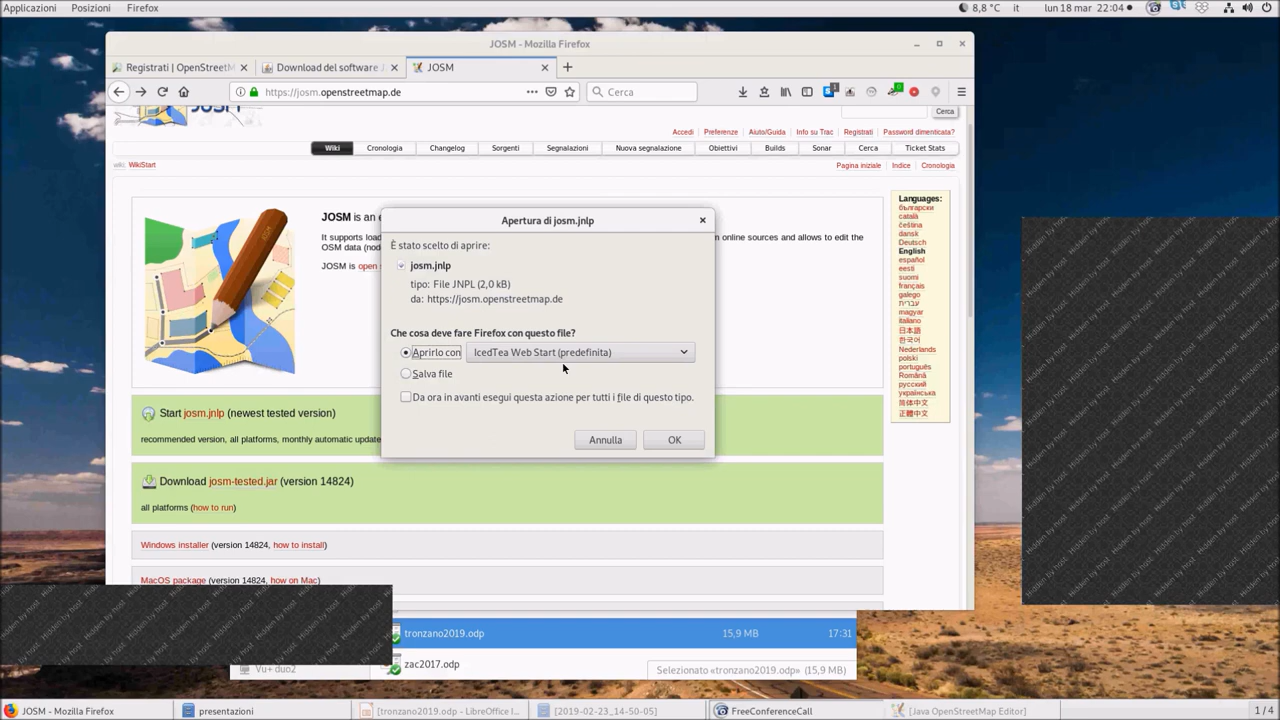 Applicazioni Posizioni Firefox 8,8 °C it lun 18 mar 22:04
JOSM - Mozilla Firefox
Registrati | OpenStreetM Download del software J JOSM
https://josm.openstreetmap.de Cerca
JOSM Cerca
Accedi Preferenze Aiuto/Guida Info su Trac Registrati Password dimenticata?
Wiki Cronologia Changelog Sorgenti Segnalazioni Nuova segnalazione Obiettivi Builds Sonar Cerca Ticket Stats
wiki: WikiStart Pagina iniziale Indice Cronologia
JOSM is an e
It supports load
OSM data (nod
m online sources and allows to edit the
JOSM is open s
Apertura di josm.jnlp
È stato scelto di aprire:
josm.jnlp
tipo: File JNPL (2,0 kB)
da: https://josm.openstreetmap.de
Che cosa deve fare Firefox con questo file?
Aprirlo con IcedTea Web Start (predefinita)
Salva file
Da ora in avanti esegui questa azione per tutti i file di questo tipo.
Annulla OK
Languages:
български
català
čeština
dansk
Deutsch
English
español
eesti
suomi
français
galego
עברית
magyar
italiano
日本語
한국어
Nederlands
polski
português
Română
русский
українська
简体中文
正體中文
Start josm.jnlp (newest tested version)
recommended version, all platforms, monthly automatic update
Download josm-tested.jar (version 14824)
all platforms (how to run)
Windows installer (version 14824, how to install)
MacOS package (version 14824, how on Mac)
Hidden by host
tronzano2019.odp 15,9 MB 17:31
Vu+ duo2 zac2017.odp
Selezionato «tronzano2019.odp» (15,9 MB)
JOSM - Mozilla Firefox presentazioni [tronzano2019.odp - LibreOffice I... [2019-02-23_14-50-05] FreeConferenceCall [Java OpenStreetMap Editor] 1 / 4